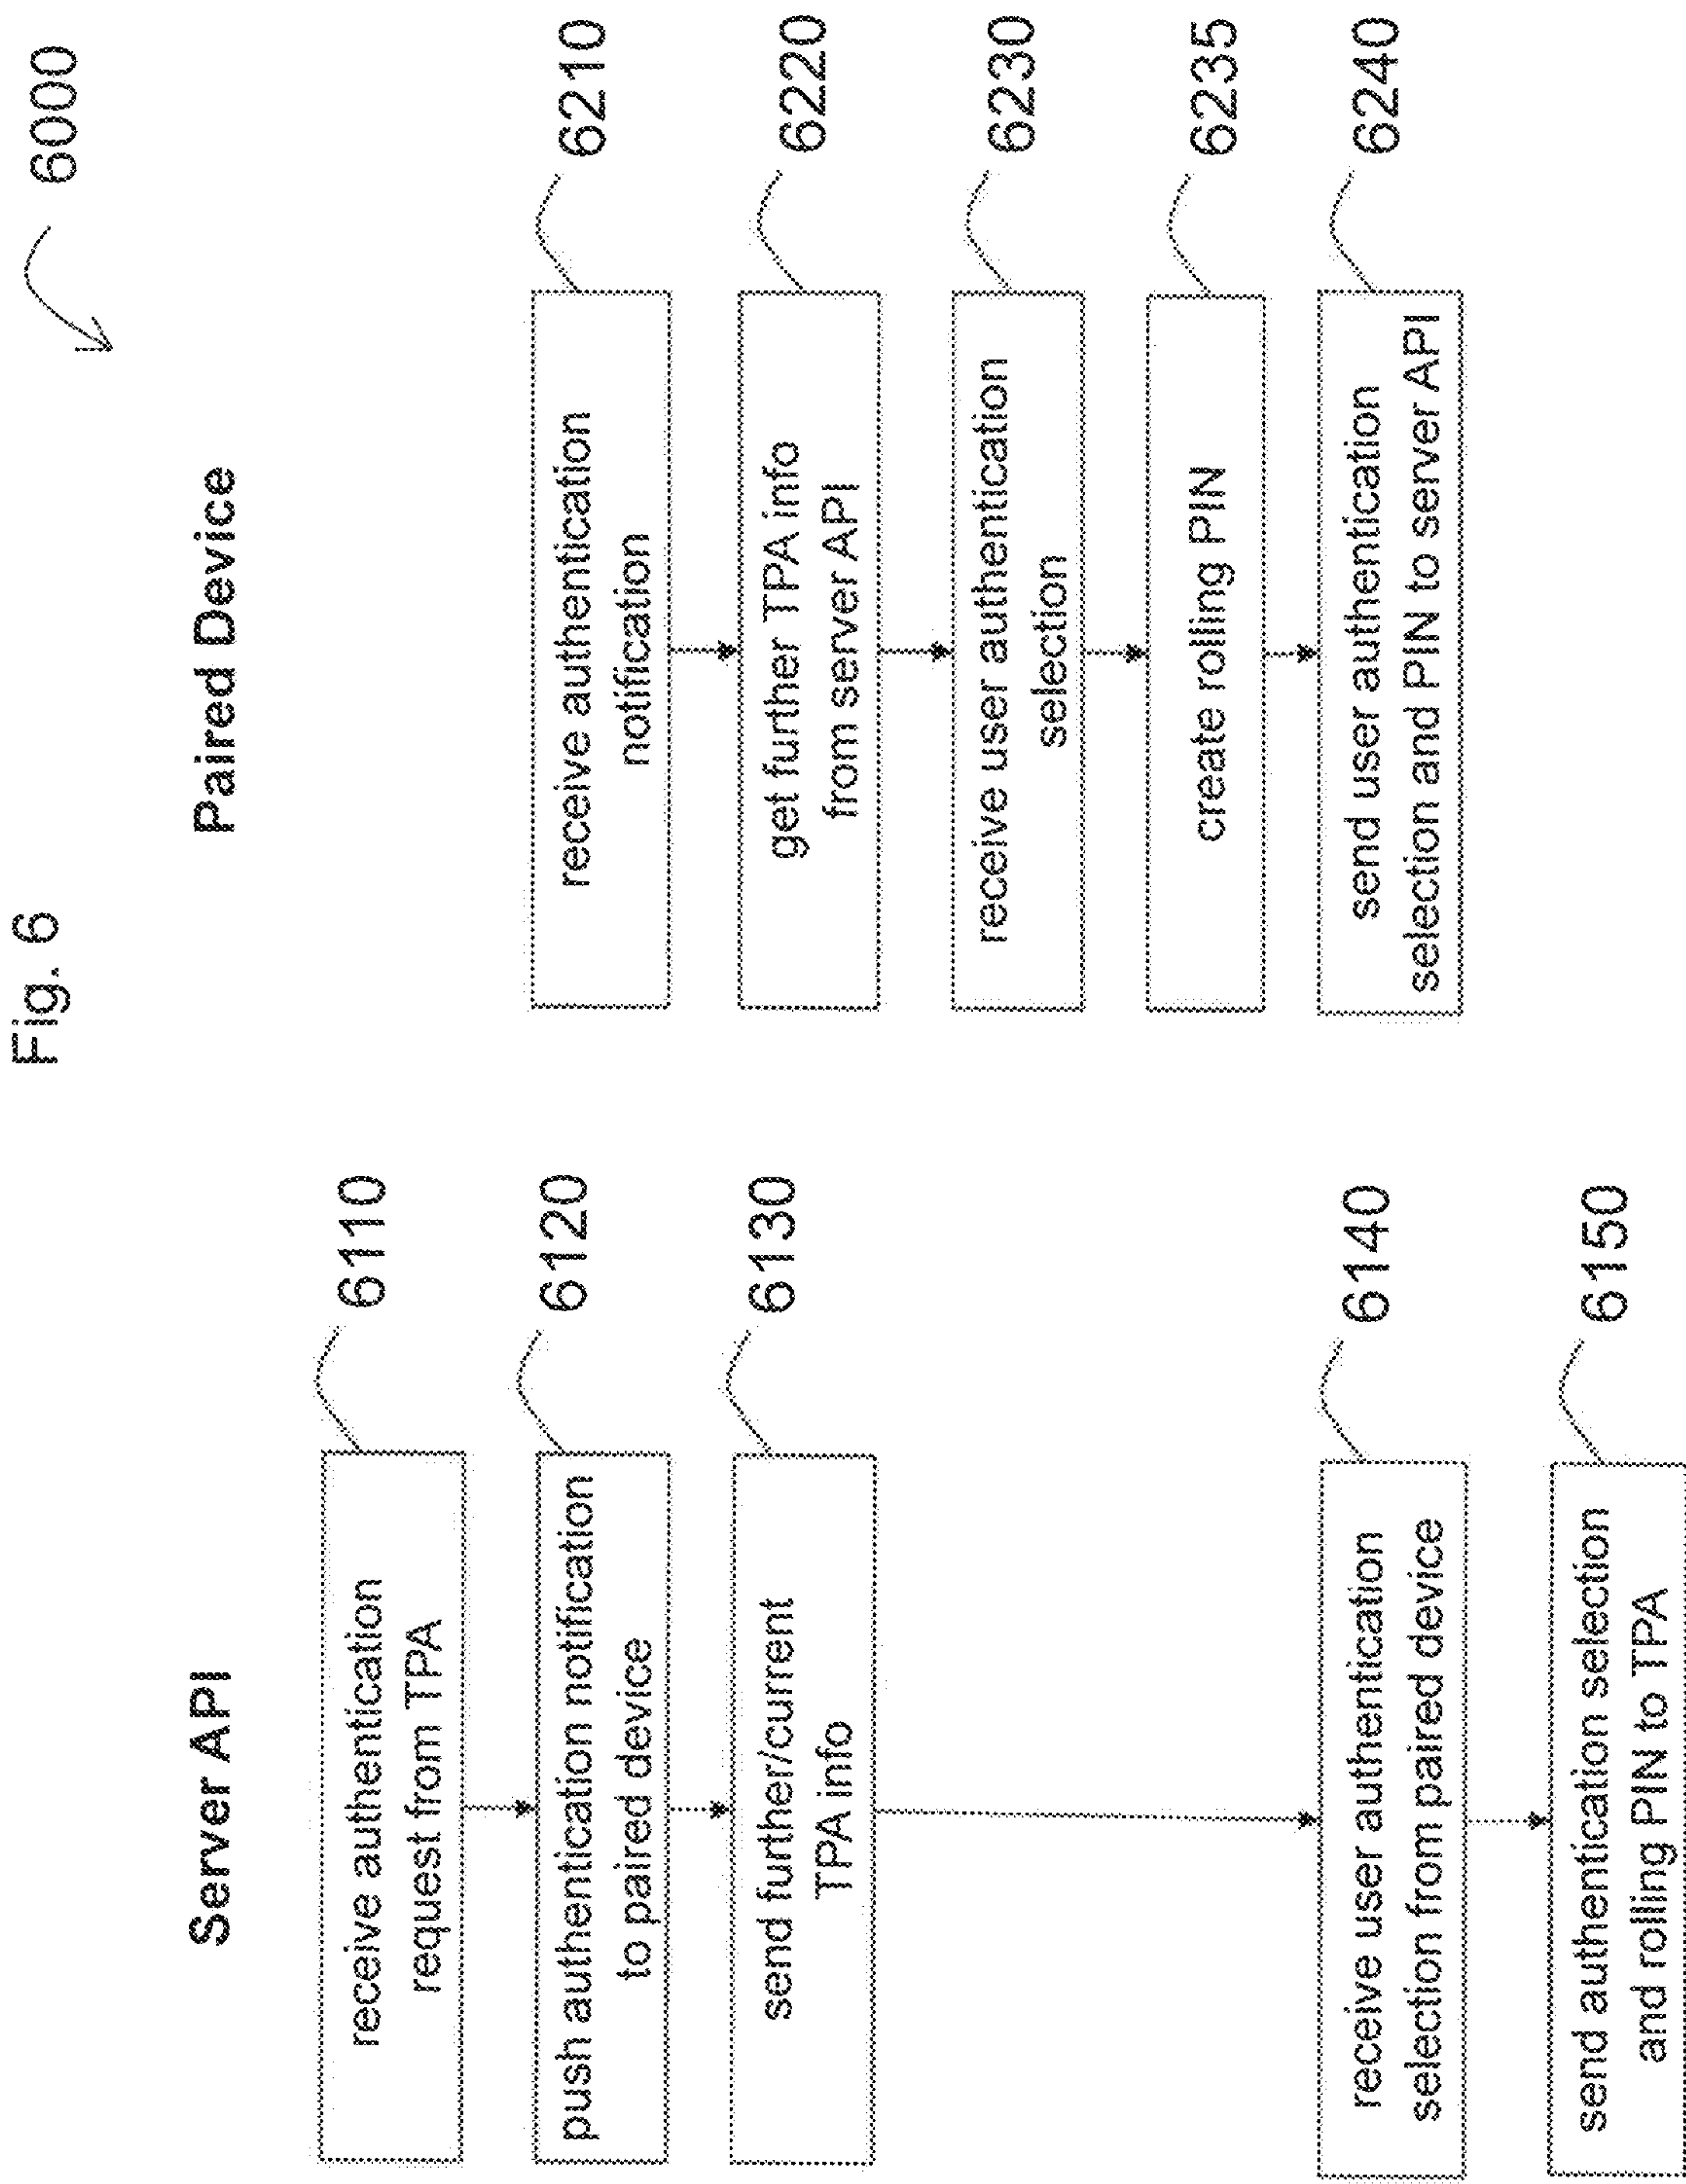 Fig. 6
6000
Server API
receive authentication
request from TPA
6110
push authentication notification
to paired device
6120
send further/current
TPA info
6130
receive user authentication
selection from paired device
6140
send authentication selection
and rolling PIN to TPA
6150
Paired Device
receive authentication
notification
6210
get further TPA info
from server API
6220
receive user authentication
selection
6230
create rolling PIN
6235
send user authentication
selection and PIN to server API
6240